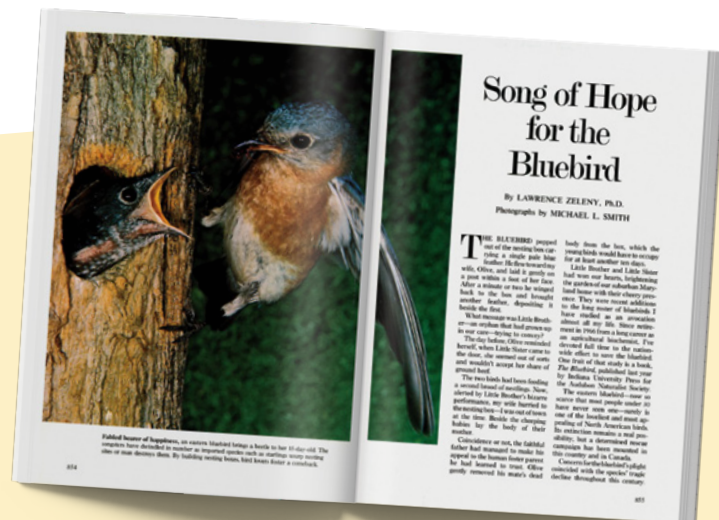 Fabled bearer of happiness, an eastern bluebird brings a beetle to her 15-day-old. The
songsters have dwindled in number as imported species such as starlings usurp nesting
sites or man destroys them. By building nesting boxes, bird lovers foster a comeback.
654
Song of Hope
for the
Bluebird
By LAWRENCE ZELENY, Ph.D.
Photographs by MICHAEL L. SMITH
THE BLUEBIRD popped
out of the nesting box car-
rying a single pale blue
feather. He flew toward my
wife, Olive, and laid it gently on
a post within a foot of her face.
After a minute or two he winged
back to the box and brought
another feather, depositing it
beside the first.
What message was Little Broth-
er—an orphan that had grown up
in our care—trying to convey?
The day before, Olive reminded
herself, when Little Sister came to
the door, she seemed out of sorts
and wouldn't accept her share of
ground beef.
The two birds had been feeding
a second brood of nestlings. Now,
alerted by Little Brother's bizarre
performance, my wife hurried to
the nesting box—I was out of town
at the time. Beside the cheeping
babies lay the body of their
mother.
Coincidence or not, the faithful
father had managed to make his
appeal to the human foster parent
he had learned to trust. Olive
gently removed his mate's dead
body from the box, which the
young birds would have to occupy
for at least another ten days.
Little Brother and Little Sister
had won our hearts, brightening
the garden of our suburban Mary-
land home with their cheery pres-
ence. They were recent additions
to the long roster of bluebirds I
have studied as an avocation
almost all my life. Since retire-
ment in 1966 from a long career as
an agricultural biochemist, I've
devoted full time to the nation-
wide effort to save the bluebird.
One fruit of that study is a book,
The Bluebird, published last year
by Indiana University Press for
the Audubon Naturalist Society.
The eastern bluebird—now so
scarce that most people under 30
have never seen one—surely is
one of the loveliest and most ap-
pealing of North American birds.
Its extinction remains a real pos-
sibility, but a determined rescue
campaign has been mounted in
this country and in Canada.
Concern for the bluebird's plight
coincided with the species' tragic
decline throughout this century.
655